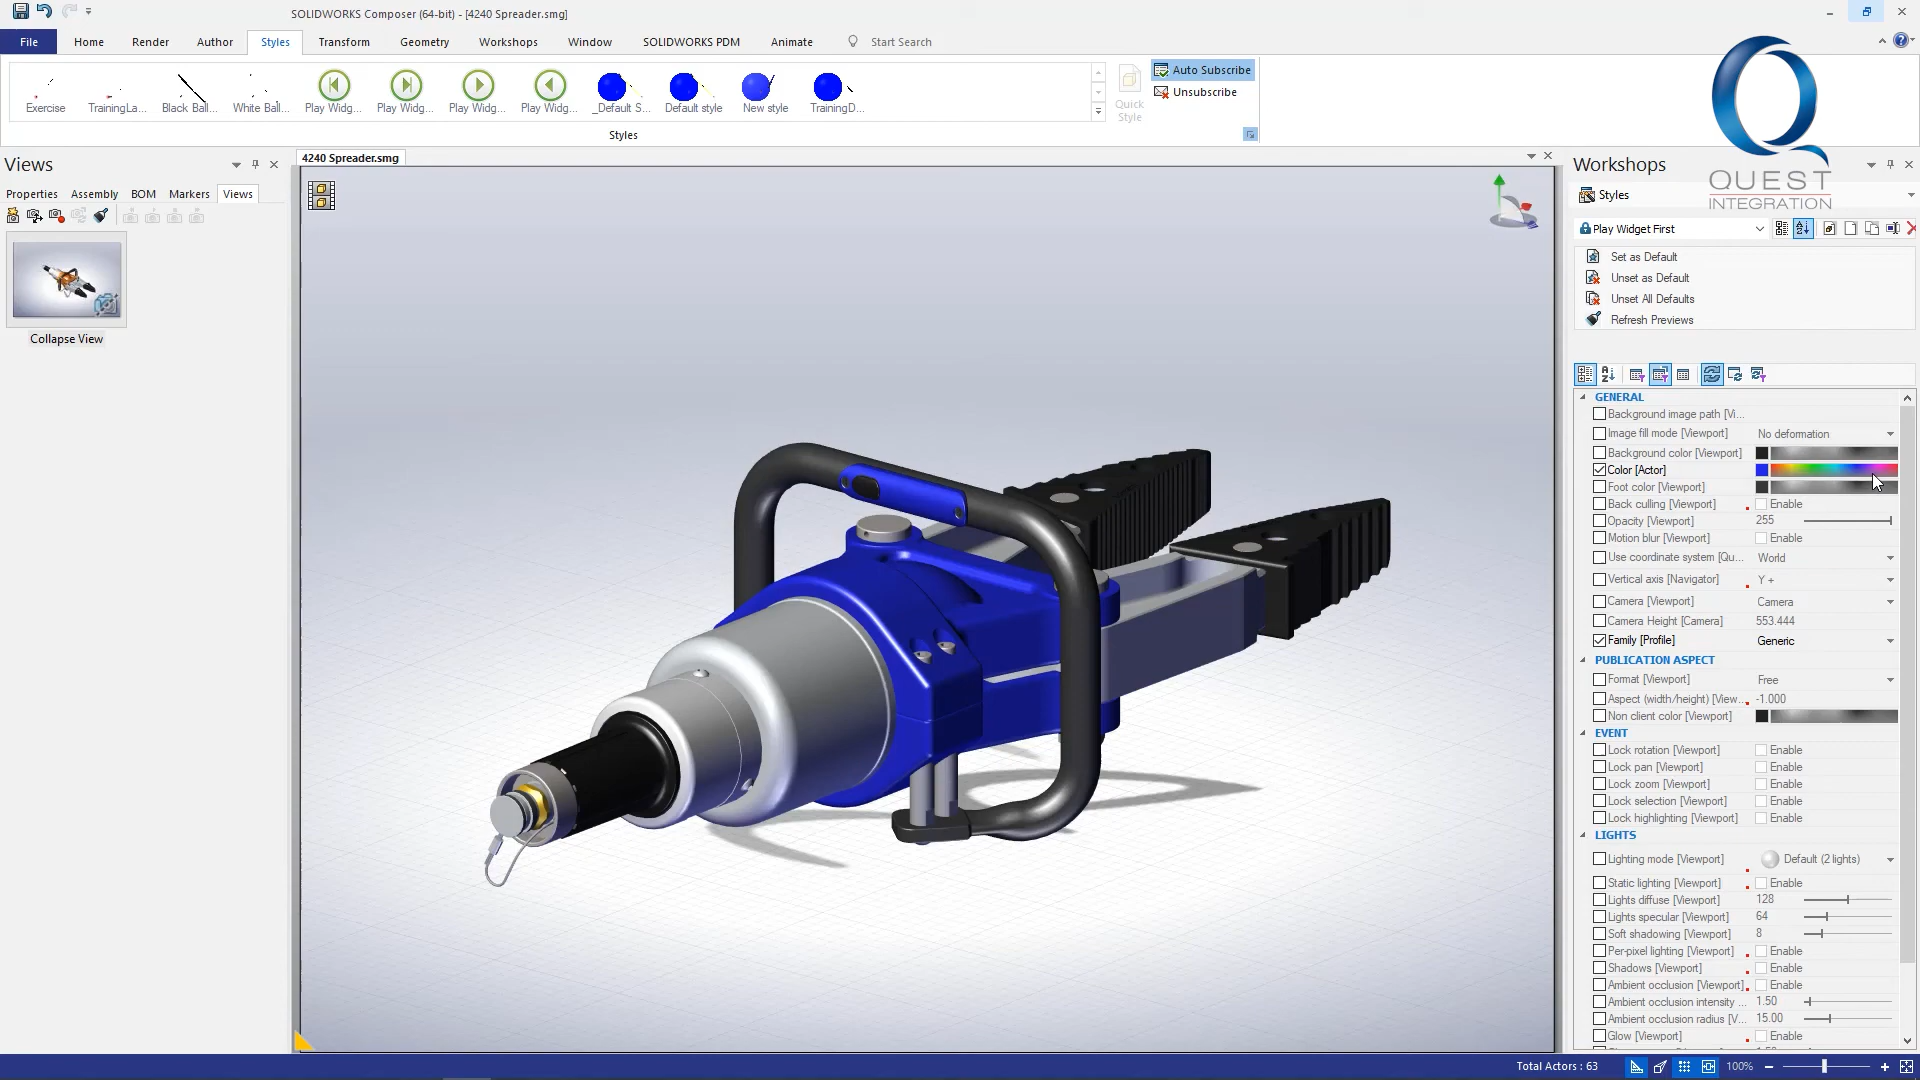 SOLIDWORKS Composer (64-bit) - [4240 Spreader.smg]
File Home Render Author Styles Transform Geometry Workshops Window SOLIDWORKS PDM Animate Start Search
Exercise TrainingLa... Black Ball... White Ball... Play Widg... Play Widg... Play Widg... Play Widg... _Default S... Default style New style TrainingD...
Quick Style
Auto Subscribe
Unsubscribe
Styles
Views
Properties Assembly BOM Markers Views
Collapse View
4240 Spreader.smg
Workshops
QUEST
INTEGRATION
Styles
Play Widget First
Set as Default
Unset as Default
Unset All Defaults
Refresh Previews
GENERAL
Background image path [Vi...
Image fill mode [Viewport] No deformation
Background color [Viewport]
Color [Actor]
Foot color [Viewport]
Back culling [Viewport] Enable
Opacity [Viewport] 255
Motion blur [Viewport] Enable
Use coordinate system [Qu... World
Vertical axis [Navigator] Y +
Camera [Viewport] Camera
Camera Height [Camera] 553.444
Family [Profile] Generic
PUBLICATION ASPECT
Format [Viewport] Free
Aspect (width/height) [View... -1.000
Non client color [Viewport]
EVENT
Lock rotation [Viewport] Enable
Lock pan [Viewport] Enable
Lock zoom [Viewport] Enable
Lock selection [Viewport] Enable
Lock highlighting [Viewport] Enable
LIGHTS
Lighting mode [Viewport] Default (2 lights)
Static lighting [Viewport] Enable
Lights diffuse [Viewport] 128
Lights specular [Viewport] 64
Soft shadowing [Viewport] 8
Per-pixel lighting [Viewport] Enable
Shadows [Viewport] Enable
Ambient occlusion [Viewport] Enable
Ambient occlusion intensity ... 1.50
Ambient occlusion radius [V... 15.00
Glow [Viewport] Enable
Total Actors : 63 100%